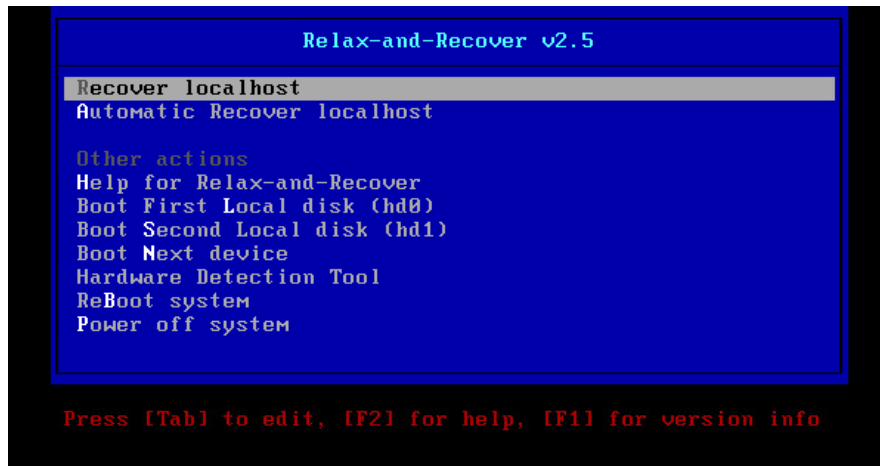 Relax-and-Recover v2.5
Recover localhost
Automatic Recover localhost
Other actions
Help for Relax-and-Recover
Boot First Local disk (hd0)
Boot Second Local disk (hd1)
Boot Next device
Hardware Detection Tool
ReBoot system
Power off system
Press [Tab] to edit, [F2] for help, [F1] for version info